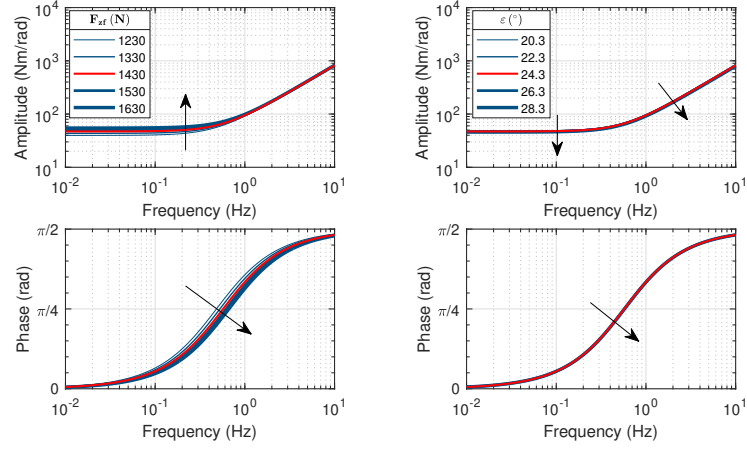 Amplitude (Nm/rad)
10^4
10^3
10^2
10^1
F_zf (N)
1230
1330
1430
1530
1630
10^-2
10^-1
10^0
10^1
Frequency (Hz)
Amplitude (Nm/rad)
10^4
10^3
10^2
10^1
ε (°)
20.3
22.3
24.3
26.3
28.3
10^-2
10^-1
10^0
10^1
Frequency (Hz)
Phase (rad)
π/2
π/4
0
10^-2
10^-1
10^0
10^1
Frequency (Hz)
Phase (rad)
π/2
π/4
0
10^-2
10^-1
10^0
10^1
Frequency (Hz)